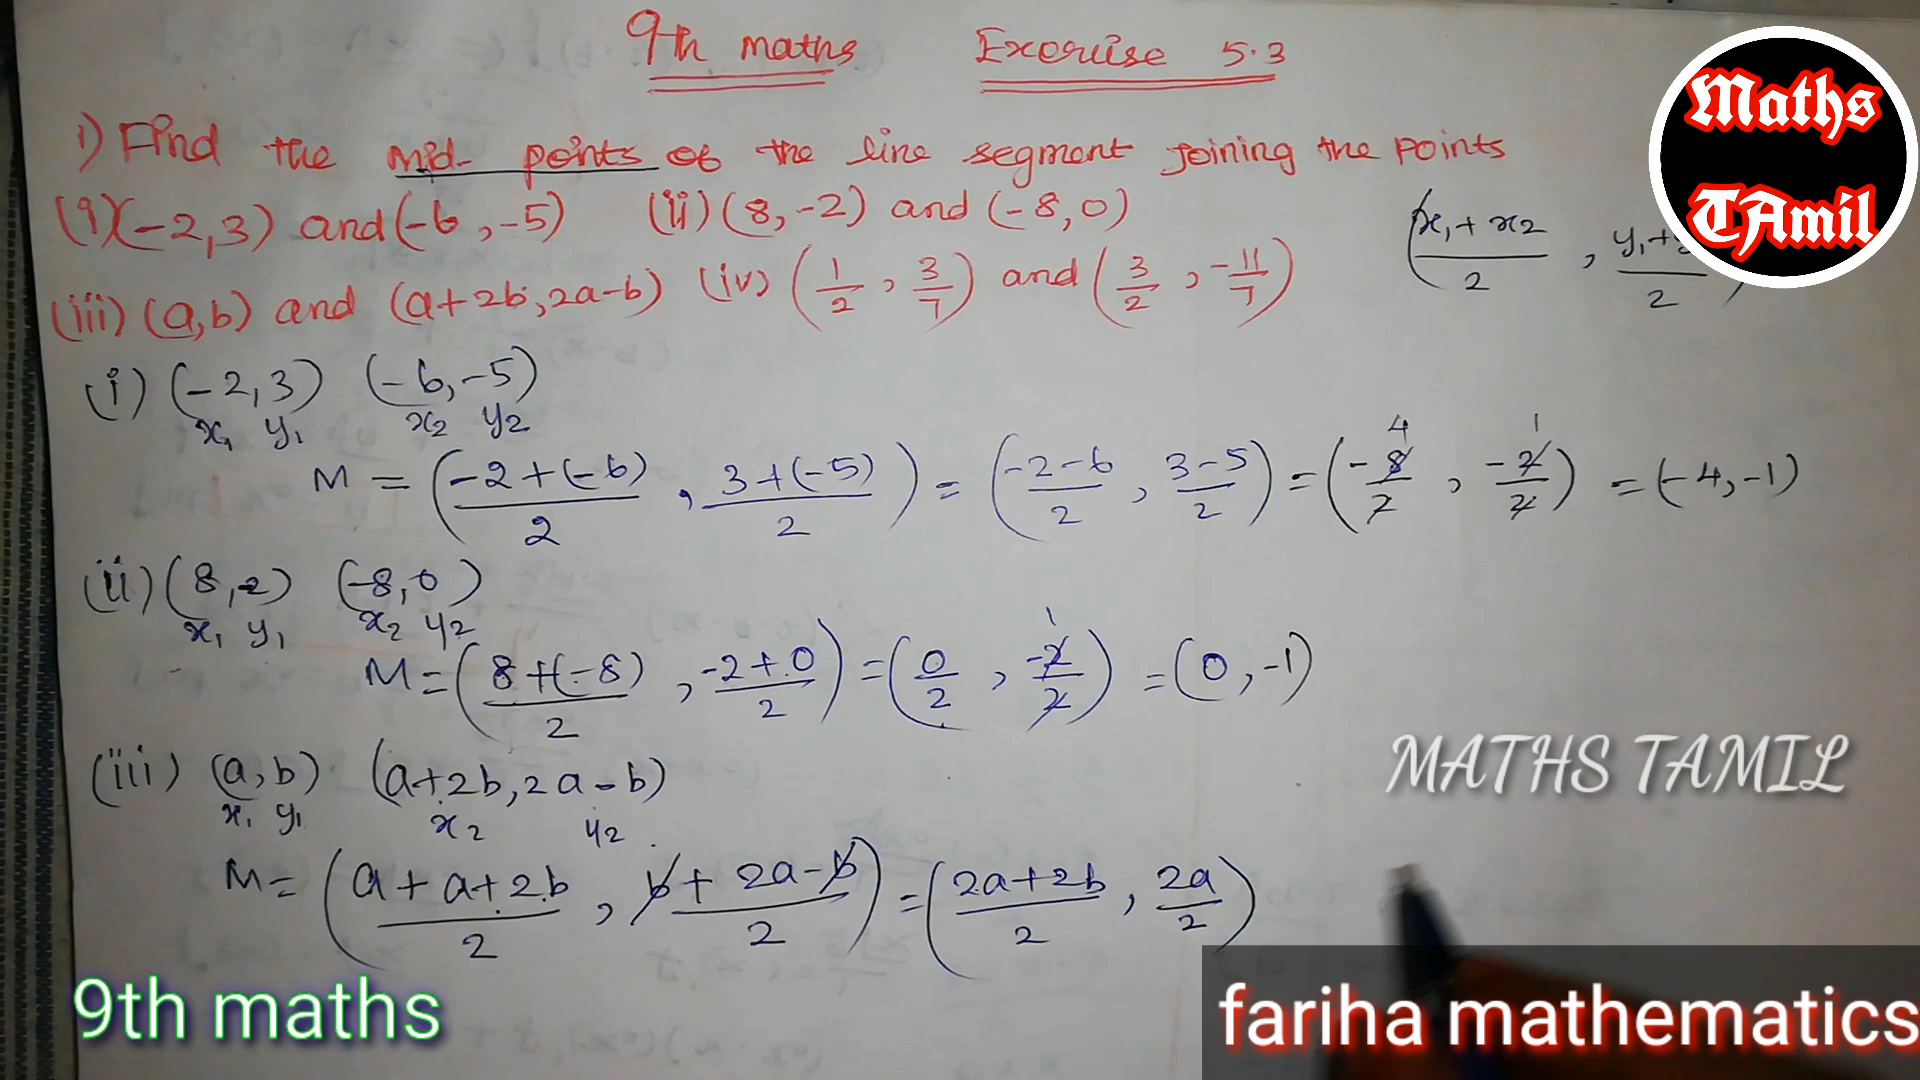 9th maths Exercise 5.3
Maths
TAmil
1) Find the mid-points of the line segment joining the points
(i) (-2,3) and (-6,-5) (ii) (8,-2) and (-8,0)
(x₁+x₂/2, y₁+
/2)
(iii) (a,b) and (a+2b,2a-b) (iv) (1/2, 3/7) and (3/2, -11/7)
(i) (-2,3) (-6,-5)
x₁ y₁ x₂ y₂
M = (-2+(-6)/2, 3+(-5)/2) = (-2-6/2, 3-5/2) = (-8/2, -2/2) = (-4,-1)
4 1
(ii) (8,-2) (-8,0)
x₁ y₁ x₂ y₂
M = (8+(-8)/2, -2+0/2) = (0/2, -2/2) = (0,-1)
1
MATHS TAMIL
(iii) (a,b) (a+2b,2a-b)
x₁ y₁ x₂ y₂
M = (a+a+2b/2, b+2a-b/2) = (2a+2b/2, 2a/2)
9th maths
fariha mathematics